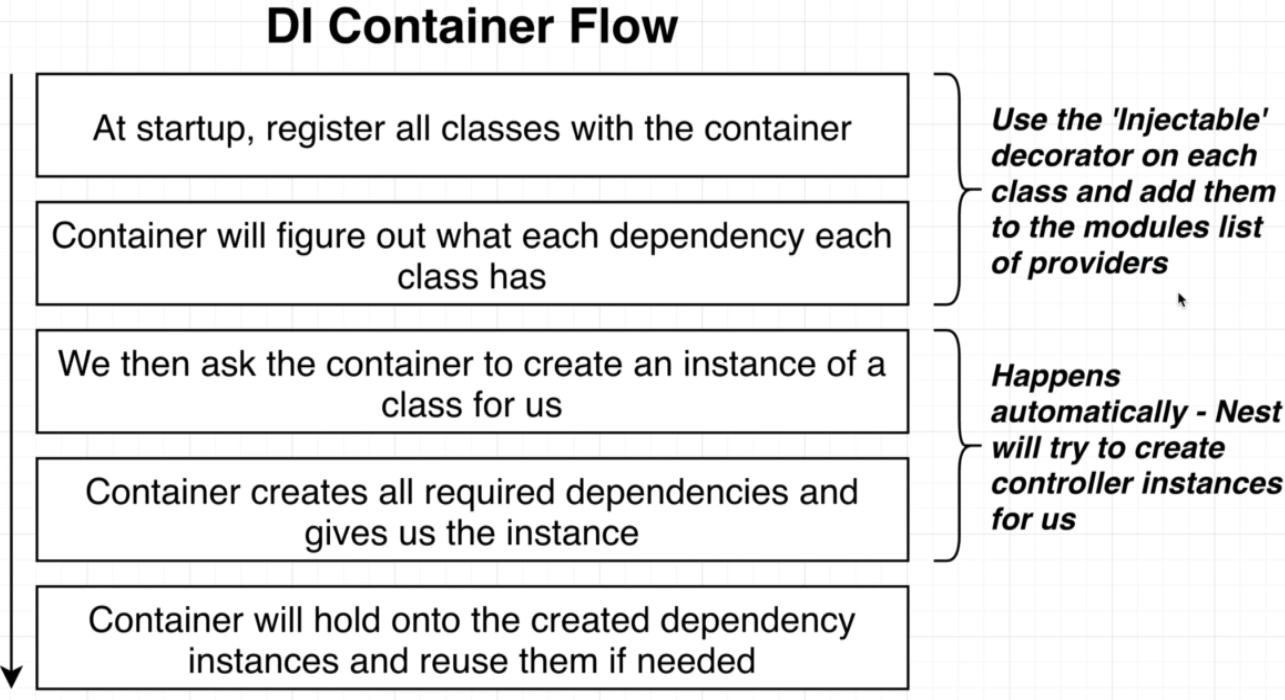 DI Container Flow
At startup, register all classes with the container
Container will figure out what each dependency each
class has
Use the 'Injectable'
decorator on each
class and add them
to the modules list
of providers
We then ask the container to create an instance of a
class for us
Container creates all required dependencies and
gives us the instance
Happens
automatically - Nest
will try to create
controller instances
for us
Container will hold onto the created dependency
instances and reuse them if needed